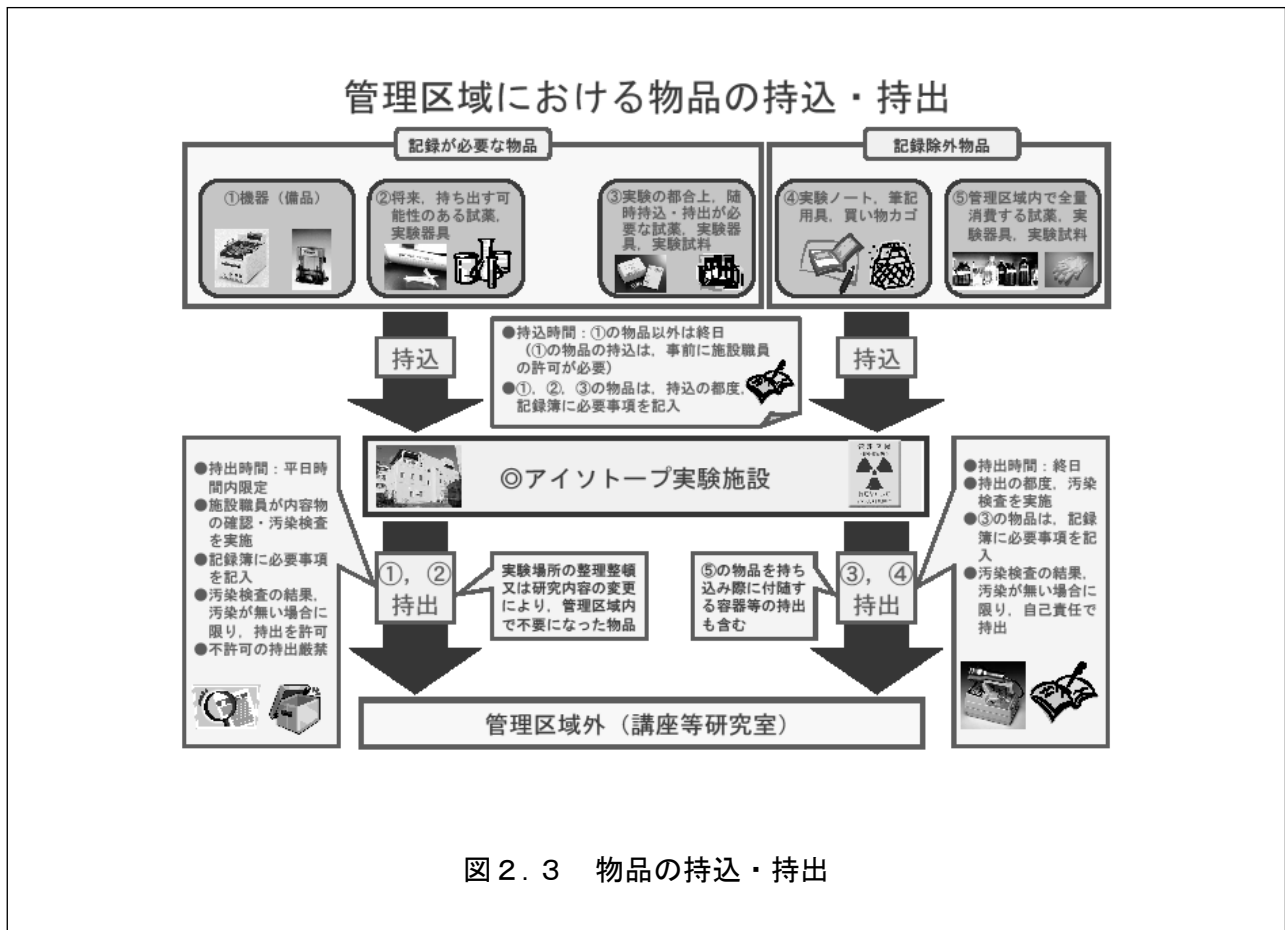 管理区域における物品の持込・持出
記録が必要な物品
①機器（備品）
②将来，持ち出す可
能性のある試薬，
実験器具
③実験の都合上，随
時持込・持出が必
要な試薬，実験器
具，実験試料
記録除外物品
④実験ノート，筆記
用具，買い物カゴ
⑤管理区域内で全量
消費する試薬，実
験器具，実験試料
持込
●持込時間：①の物品以外は終日
（①の物品の持込は，事前に施設職員
の許可が必要）
●①，②，③の物品は，持込の都度，
記録簿に必要事項を記入
持込
◎アイソトープ実験施設
●持出時間：平日時
間内限定
●施設職員が内容物
の確認・汚染検査
を実施
●記録簿に必要事項
を記入
●汚染検査の結果，
汚染が無い場合に
限り，持出を許可
●不許可の持出厳禁
①，②
持出
実験場所の整理整頓
又は研究内容の変更
により，管理区域内
で不要になった物品
⑤の物品を持ち
込み際に付随す
る容器等の持出
も含む
③，④
持出
●持出時間：終日
●持出の都度，汚染
検査を実施
●③の物品は，記録
簿に必要事項を記
入
●汚染検査の結果，
汚染が無い場合に
限り，自己責任で
持出
管理区域外（講座等研究室）
図２．３　物品の持込・持出